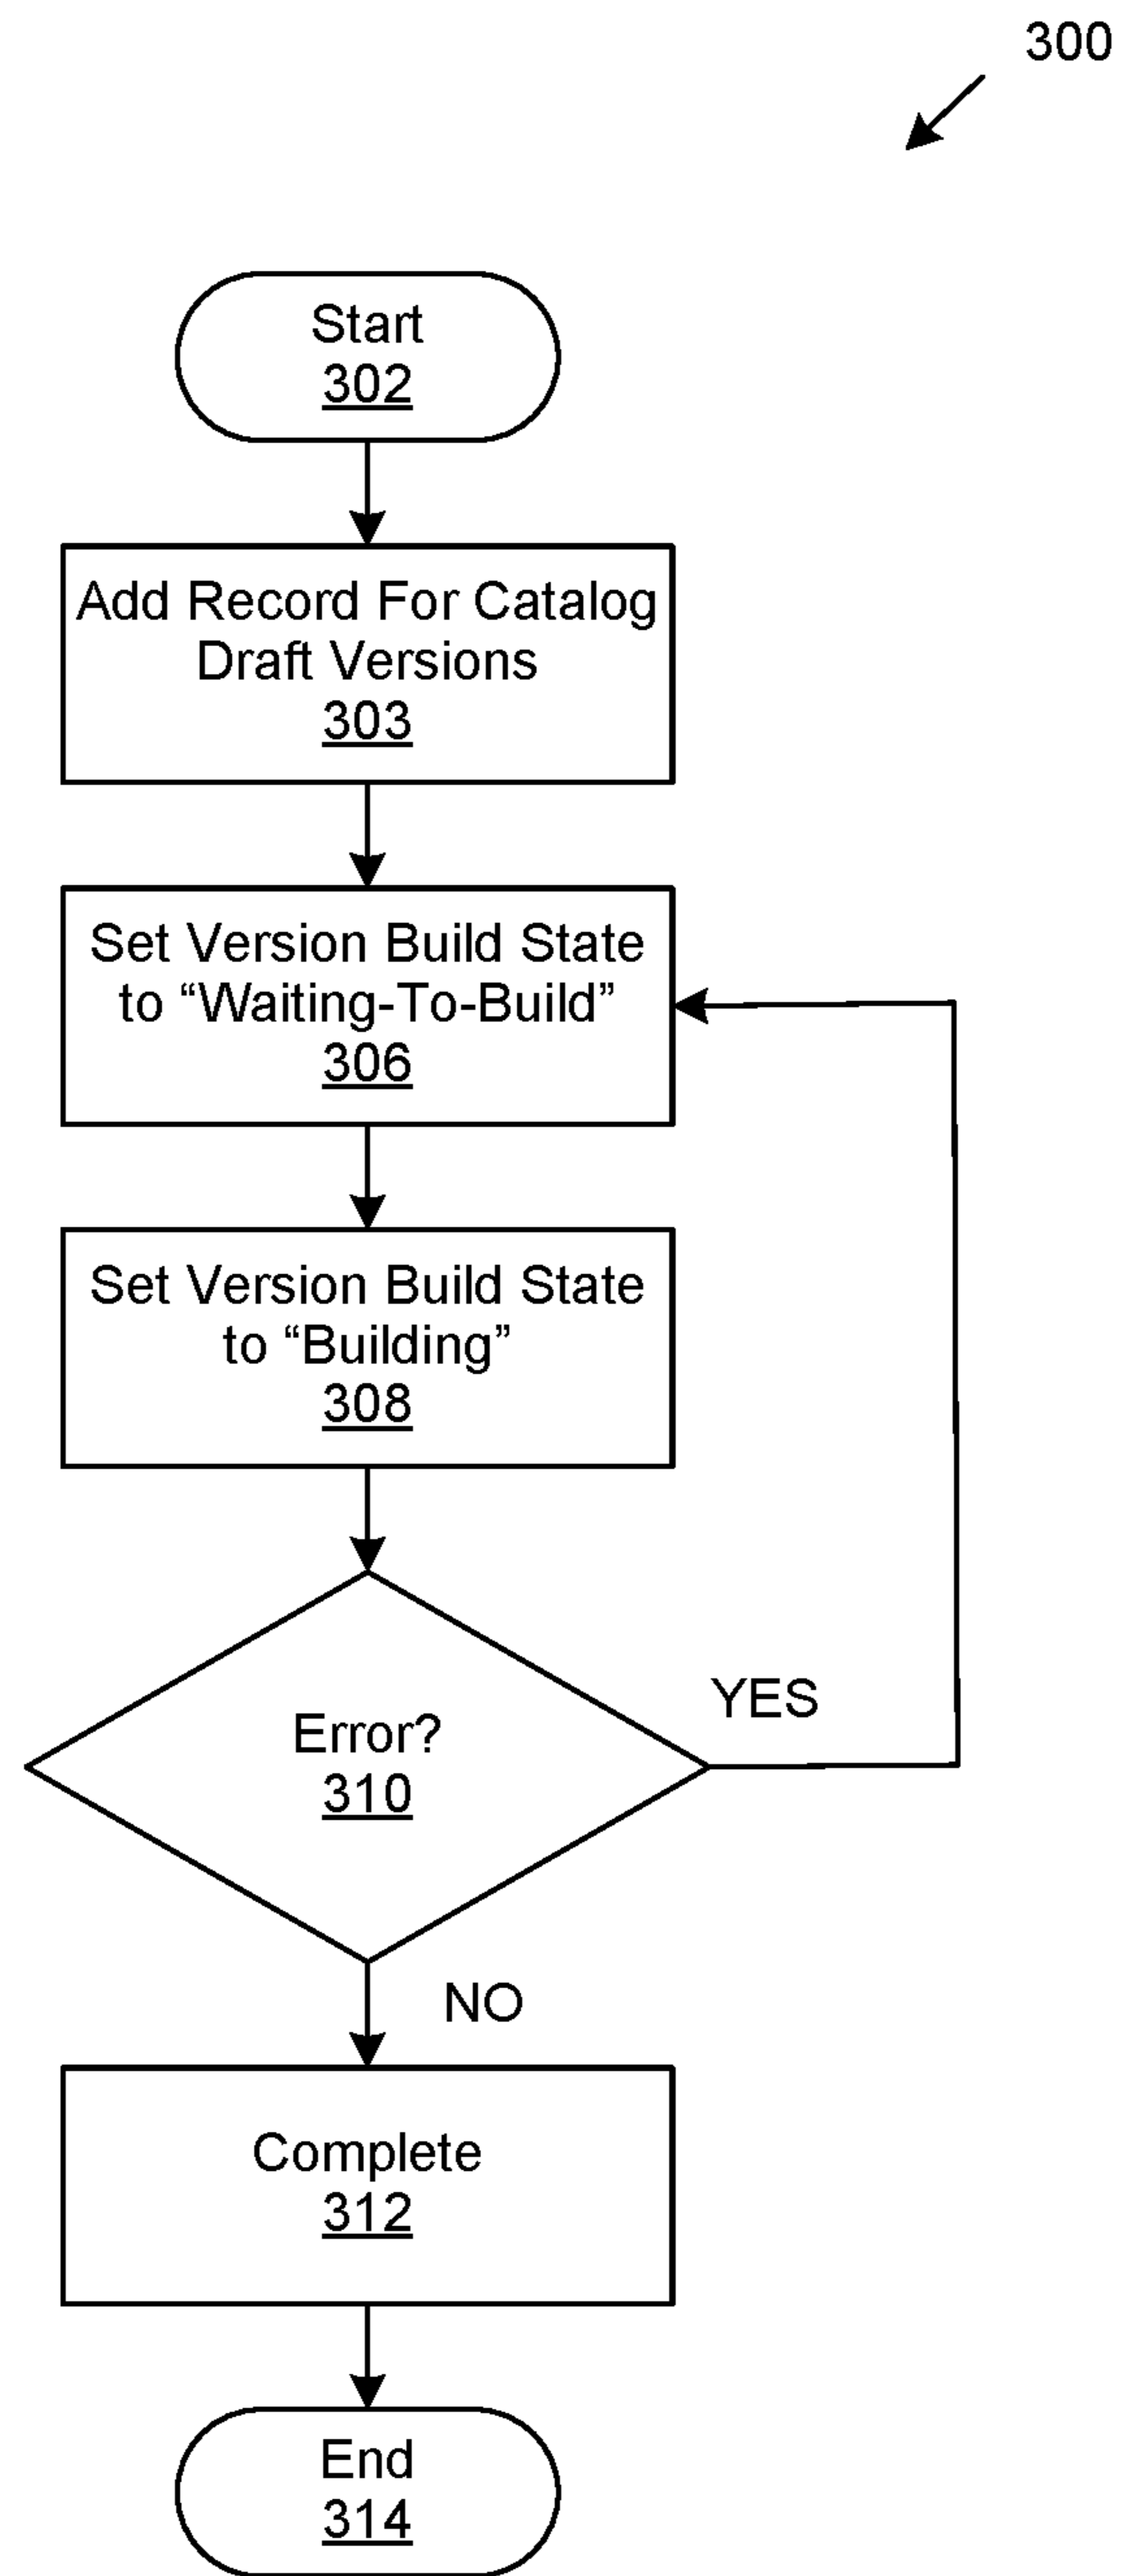 300
Start
302
Add Record For Catalog
Draft Versions
303
Set Version Build State
to “Waiting-To-Build”
306
Set Version Build State
to “Building”
308
Error?
310
YES
NO
Complete
312
End
314